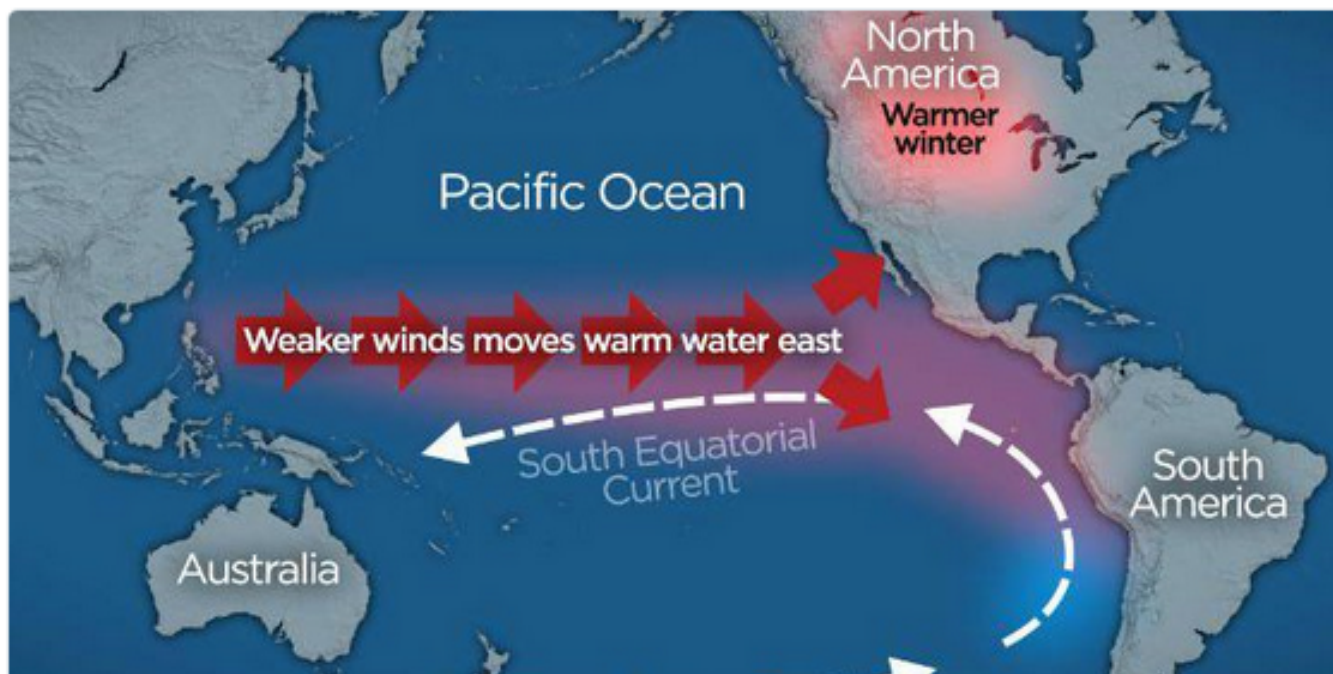 North
America
Warmer
winter
Pacific Ocean
Weaker winds moves warm water east
South Equatorial
Current
South
America
Australia